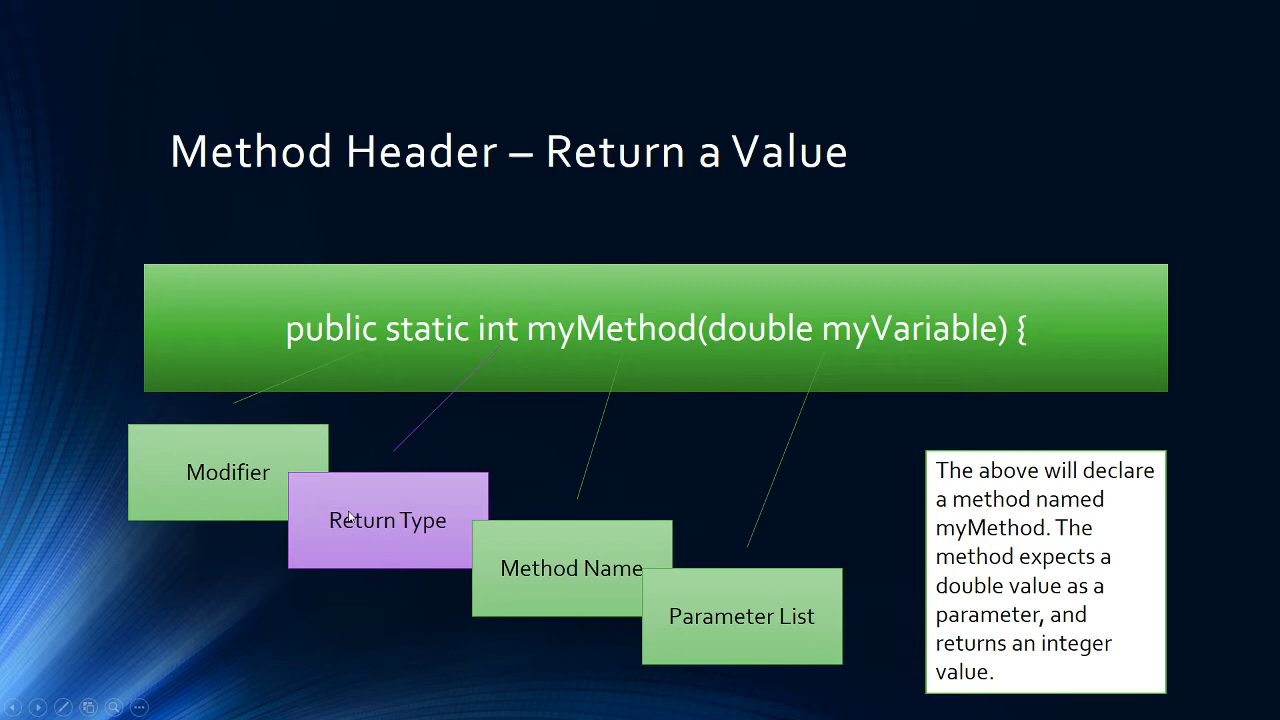 Method Header – Return a Value
public static int myMethod(double myVariable) {
Modifier
Return Type
Method Name
Parameter List
The above will declare
a method named
myMethod. The
method expects a
double value as a
parameter, and
returns an integer
value.